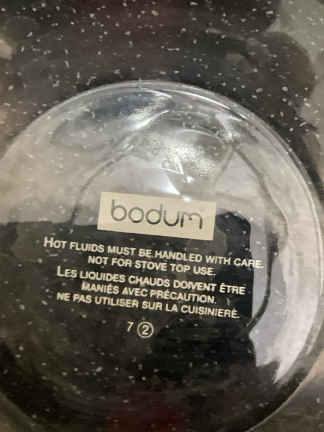 bodum
HOT FLUIDS MUST BE HANDLED WITH CARE.
NOT FOR STOVE TOP USE.
LES LIQUIDES CHAUDS DOIVENT ÊTRE
MANIÉS AVEC PRÉCAUTION.
NE PAS UTILISER SUR LA CUISINIERÈ.
7 ②